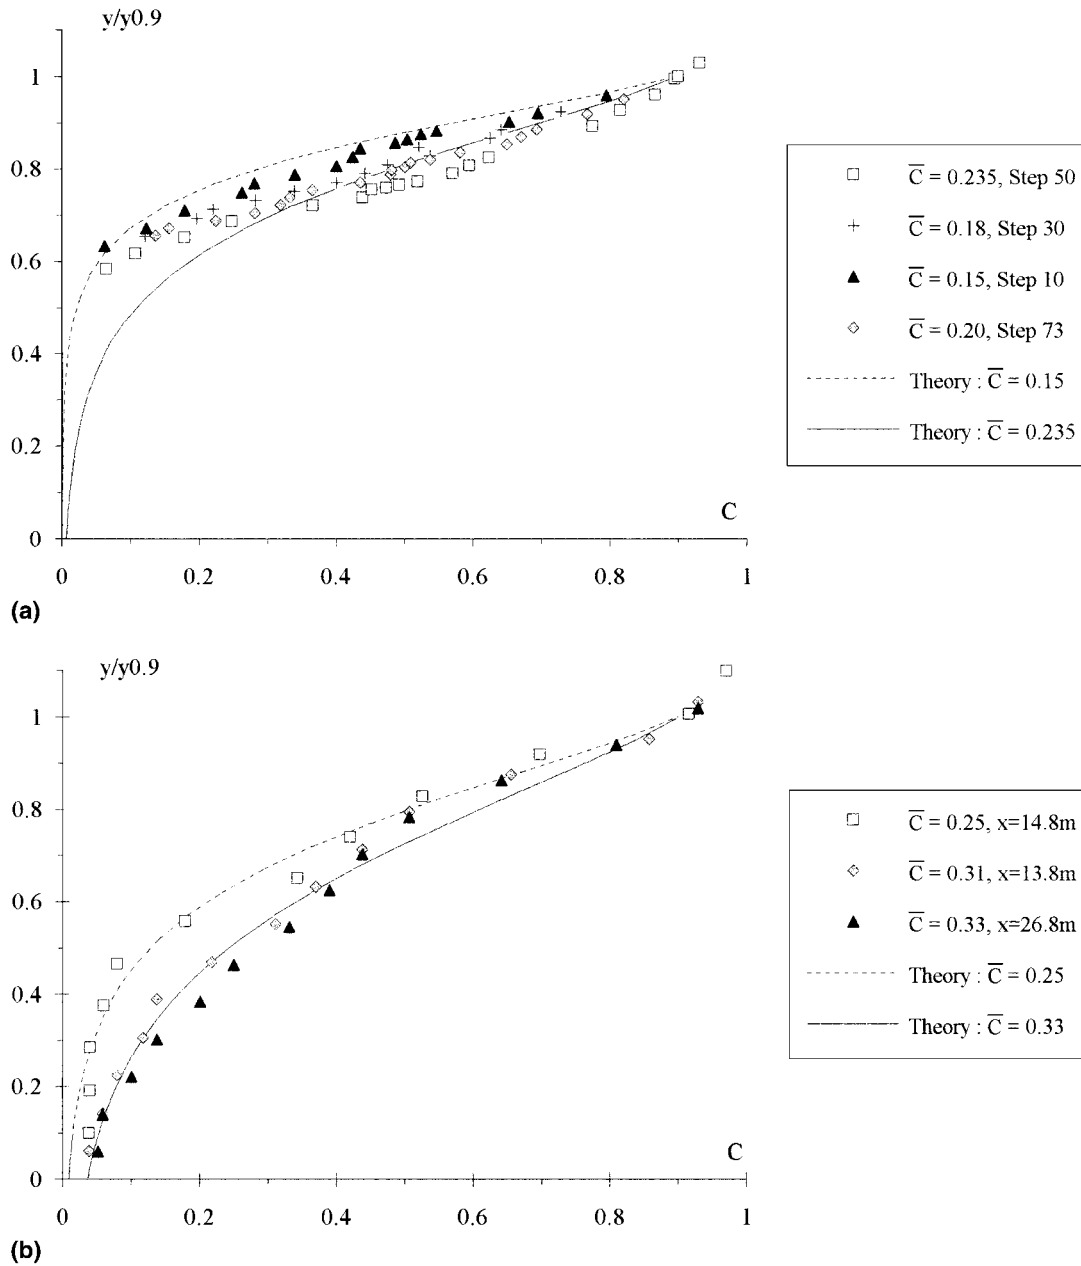 y/y0.9
1
0.8
0.6
0.4
0.2
0
C
0 0.2 0.4 0.6 0.8 1
C̅ = 0.235, Step 50
C̅ = 0.18, Step 30
C̅ = 0.15, Step 10
C̅ = 0.20, Step 73
Theory : C̅ = 0.15
Theory : C̅ = 0.235
(a)
y/y0.9
1
0.8
0.6
0.4
0.2
0
C
0 0.2 0.4 0.6 0.8 1
C̅ = 0.25, x=14.8m
C̅ = 0.31, x=13.8m
C̅ = 0.33, x=26.8m
Theory : C̅ = 0.25
Theory : C̅ = 0.33
(b)